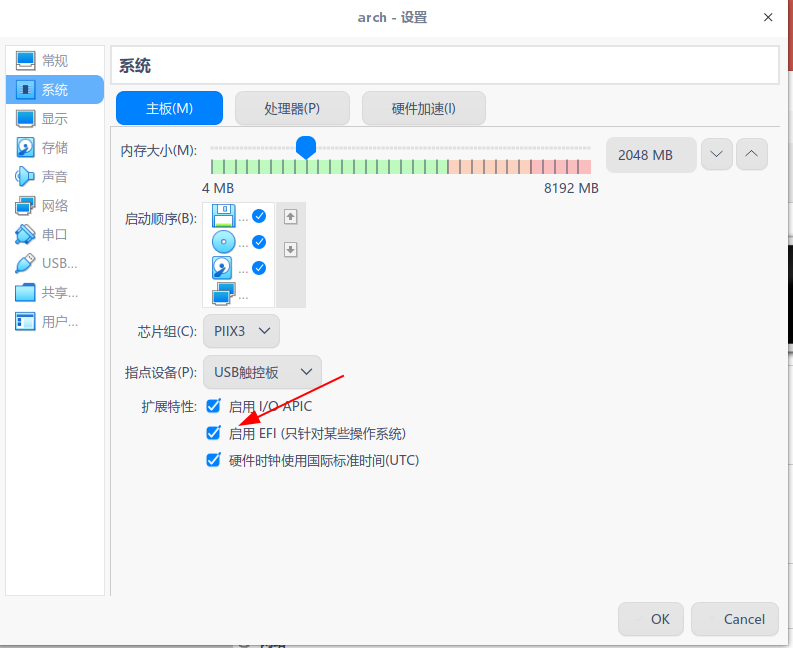 arch - 设置
常规
系统
显示
存储
声音
网络
串口
USB...
共享...
用户...
系统
主板(M) 处理器(P) 硬件加速(I)
内存大小(M): 2048 MB
4 MB 8192 MB
启动顺序(B):
...
...
...
...
芯片组(C): PIIX3
指点设备(P): USB触控板
扩展特性: 启用 I/O APIC
启用 EFI (只针对某些操作系统)
硬件时钟使用国际标准时间(UTC)
OK Cancel